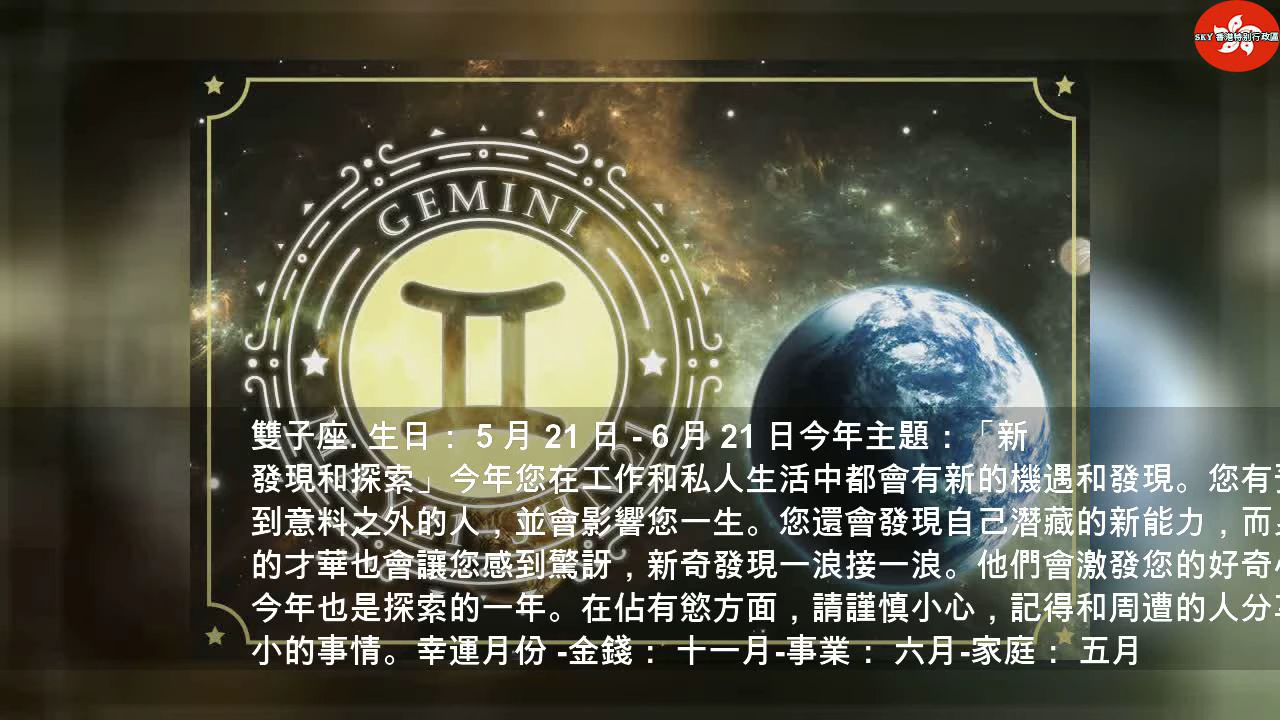 SKY 香港特別行政區
GEMINI
雙子座. 生日： 5 月 21 日 - 6 月 21 日今年主題：「新
發現和探索」今年您在工作和私人生活中都會有新的機遇和發現。您有
到意料之外的人，並會影響您一生。您還會發現自己潛藏的新能力，而
的才華也會讓您感到驚訝，新奇發現一浪接一浪。他們會激發您的好奇
今年也是探索的一年。在佔有慾方面，請謹慎小心，記得和周遭的人分
小的事情。幸運月份 -金錢： 十一月-事業： 六月-家庭： 五月